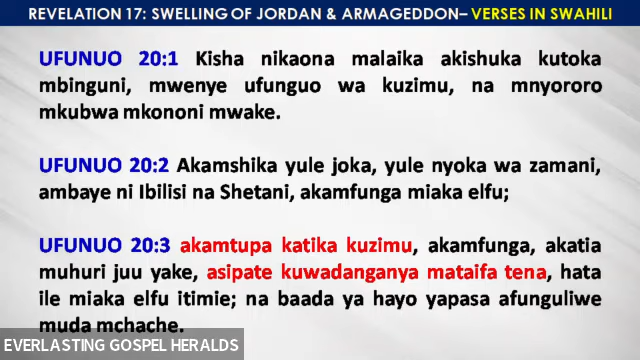 REVELATION 17: SWELLING OF JORDAN & ARMAGEDDON– VERSES IN SWAHILI
UFUNUO 20:1 Kisha nikaona malaika akishuka kutoka
mbinguni, mwenye ufunguo wa kuzimu, na mnyororo
mkubwa mkononi mwake.
UFUNUO 20:2 Akamshika yule joka, yule nyoka wa zamani,
ambaye ni Ibilisi na Shetani, akamfunga miaka elfu;
UFUNUO 20:3 akamtupa katika kuzimu, akamfunga, akatia
muhuri juu yake, asipate kuwadanganya mataifa tena, hata
ile miaka elfu itimie; na baada ya hayo yapasa afunguliwe
muda mchache.
EVERLASTING GOSPEL HERALDS